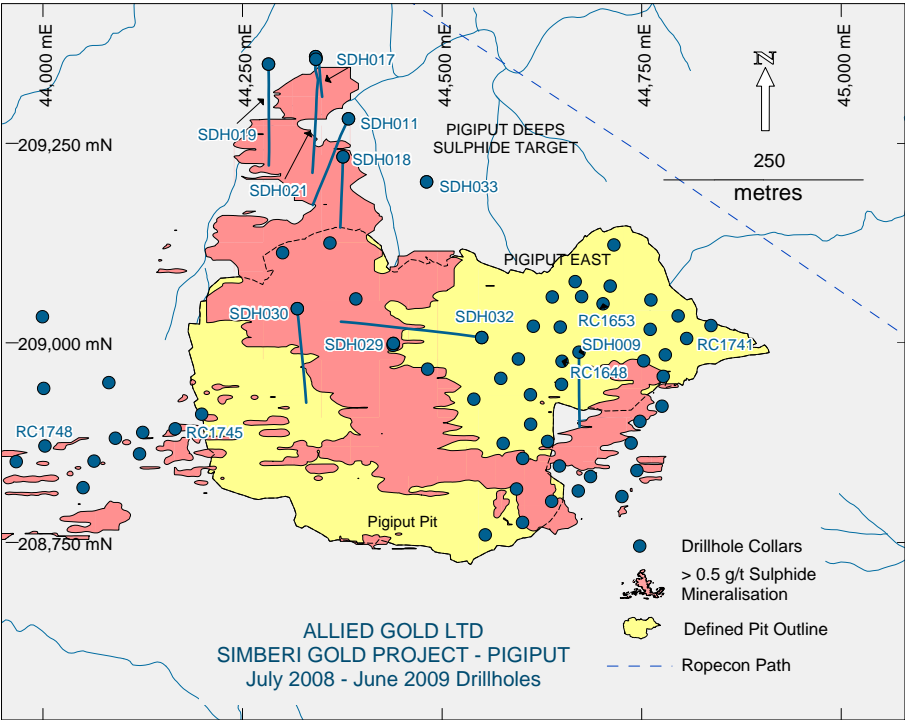 44,000 mE
44,250 mE
44,500 mE
44,750 mE
45,000 mE
N
SDH017
SDH011
SDH019
209,250 mN
PIGIPUT DEEPS
SULPHIDE TARGET
SDH018
250
SDH021
SDH033
metres
PIGIPUT EAST
SDH030
SDH032
RC1653
209,000 mN
SDH029
SDH009
RC1741
RC1648
RC1748
RC1745
Pigiput Pit
208,750 mN
Drillhole Collars
> 0.5 g/t Sulphide
Mineralisation
Defined Pit Outline
Ropecon Path
ALLIED GOLD LTD
SIMBERI GOLD PROJECT - PIGIPUT
July 2008 - June 2009 Drillholes